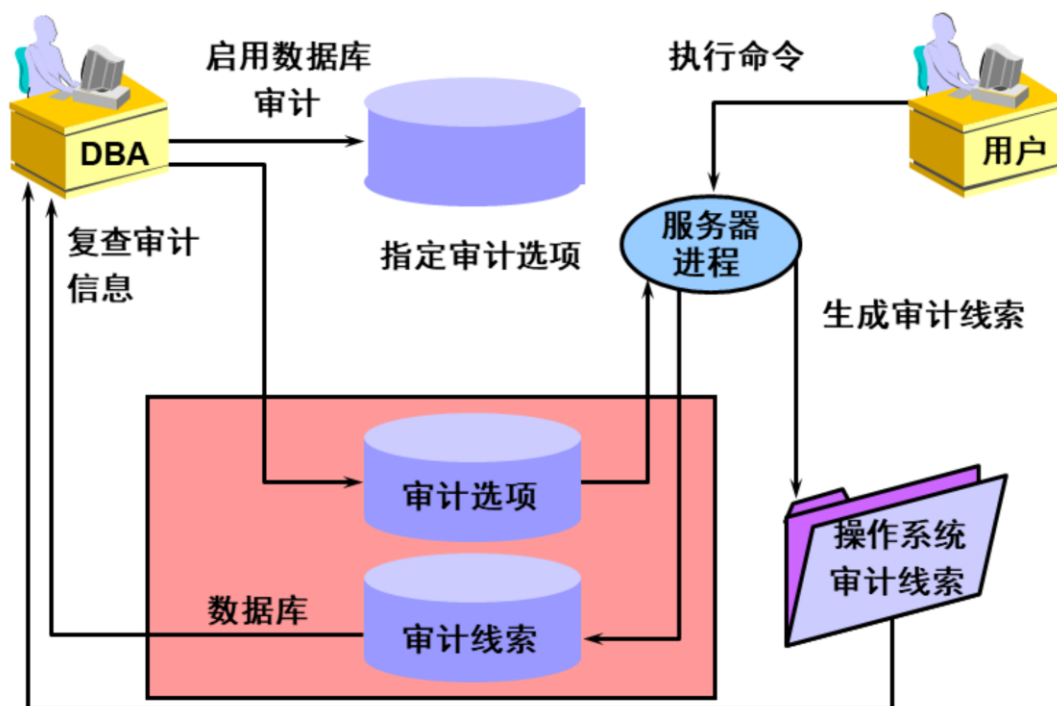 启用数据库
审计
执行命令
DBA
用户
复查审计
信息
指定审计选项
服务器
进程
生成审计线索
审计选项
操作系统
审计线索
数据库
审计线索